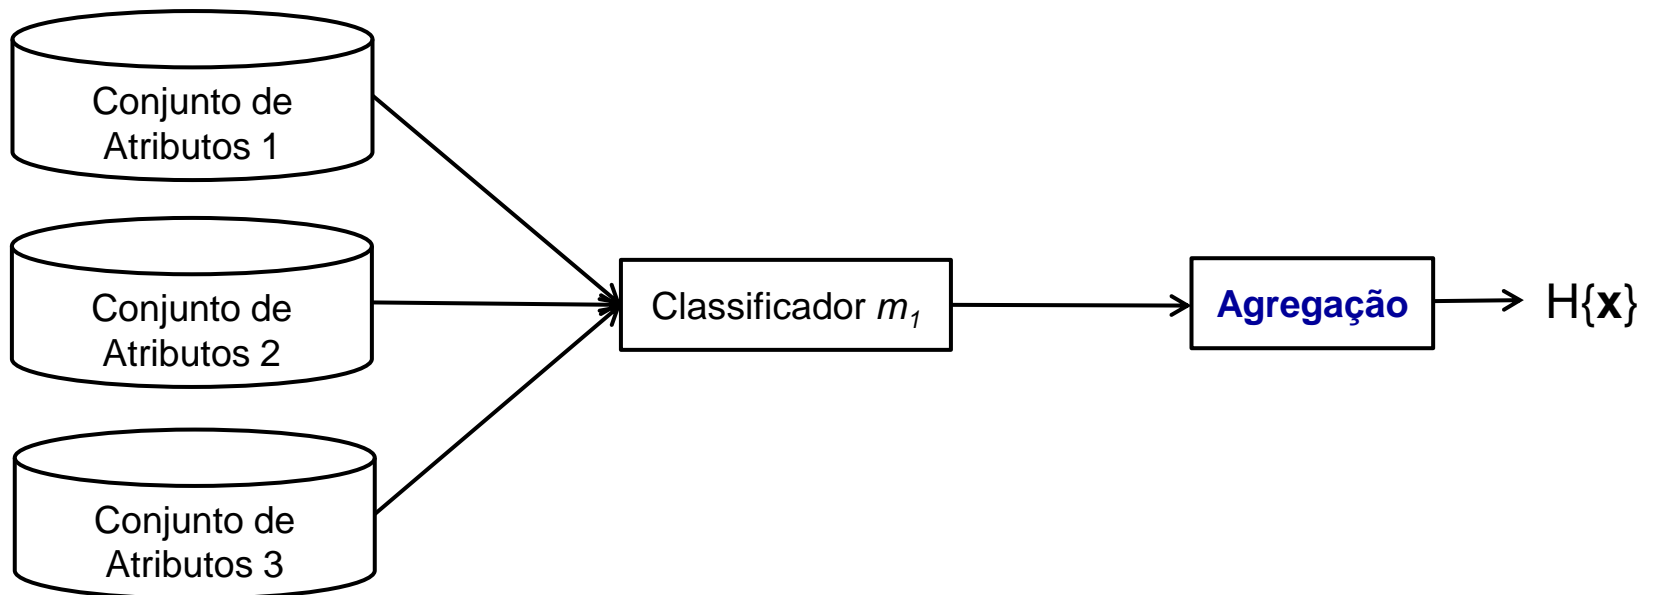 Conjunto de
Atributos 1
Conjunto de
Atributos 2
Conjunto de
Atributos 3
Classificador m₁
Agregação
H{x}